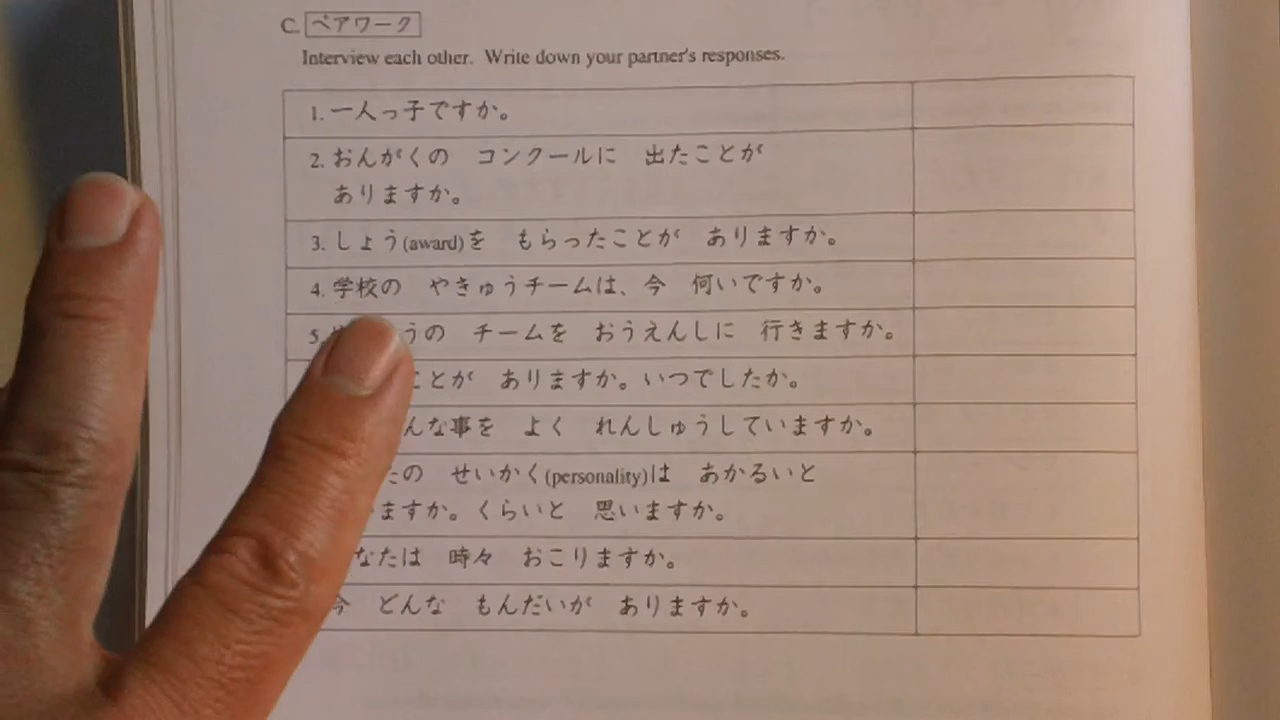 C. ペアワーク
Interview each other. Write down your partner's responses.
1. 一人っ子ですか。
2. おんがくの コンクールに 出たことが
ありますか。
3. しょう(award)を もらったことが ありますか。
4. 学校の やきゅうチームは、今 何いですか。
5. うの チームを おうえんしに 行きますか。
ことが ありますか。いつでしたか。
んな事を よく れんしゅうしていますか。
たの せいかく(personality)は あかるいと
いますか。くらいと 思いますか。
なたは 時々 おこりますか。
今 どんな もんだいが ありますか。